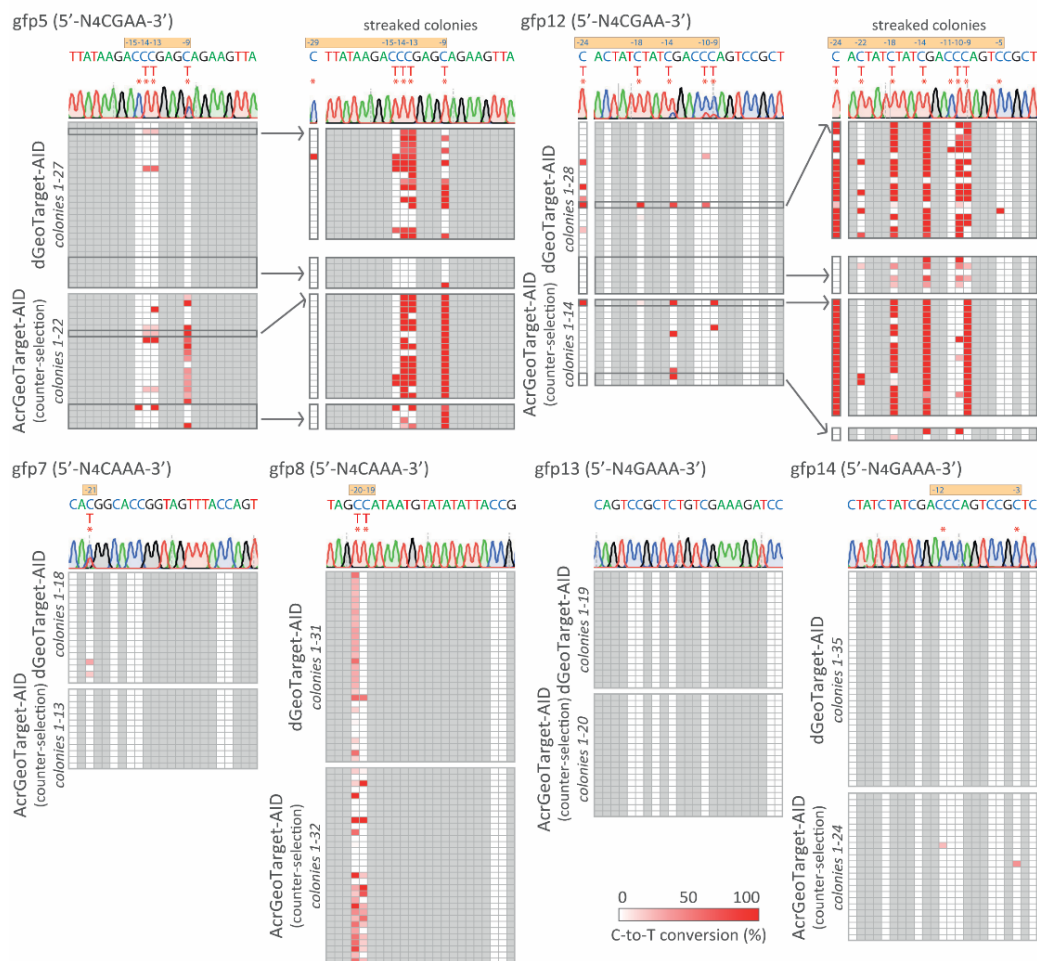 gfp5 (5’-N4CGAA-3’)
streaked colonies
-15 -14 -13 -9
-29 -15 -14 -13 -9
TTATAAGACCCGAGCAGAAGTTA
C TTATAAGACCCGAGCAGAAGTTA
TT T
TTT T
* * * *
* * * * *
dGeoTarget-AID
colonies 1-27
AcrGeoTarget-AID
(counter-selection)
colonies 1-22
gfp12 (5’-N4CGAA-3’)
streaked colonies
-24 -18 -14 -10 -9
-24 -22 -18 -14 -11 -10 -9 -5
C ACTATCTATCGACCCAGTCCGCT
C ACTATCTATCGACCCAGTCCGCT
T T T T T
T T T T T T T
* * * * *
* * * * * * * *
dGeoTarget-AID
colonies 1-28
AcrGeoTarget-AID
(counter-selection)
colonies 1-14
gfp7 (5’-N4CAAA-3’)
-21
CACGGCACCGGTAGTTTACCAGT
T
*
dGeoTarget-AID
colonies 1-18
AcrGeoTarget-AID
(counter-selection)
colonies 1-13
gfp8 (5’-N4CAAA-3’)
-20 -19
TAGCCATAATGTATATATTACCG
TT
* *
dGeoTarget-AID
colonies 1-31
AcrGeoTarget-AID
(counter-selection)
colonies 1-32
gfp13 (5’-N4GAAA-3’)
CAGTCCGCTCTGTCGAAAGATCC
dGeoTarget-AID
colonies 1-19
AcrGeoTarget-AID
(counter-selection)
colonies 1-20
0 50 100
C-to-T conversion (%)
gfp14 (5’-N4GAAA-3’)
-12 -3
CTATCTATCGACCCAGTCCGCTC
* *
dGeoTarget-AID
colonies 1-35
AcrGeoTarget-AID
(counter-selection)
colonies 1-24